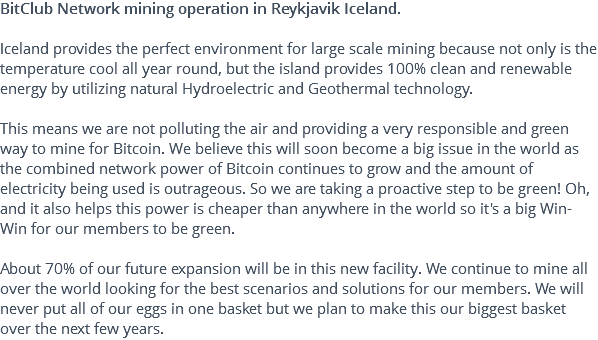 BitClub Network mining operation in Reykjavik Iceland.
Iceland provides the perfect environment for large scale mining because not only is the
temperature cool all year round, but the island provides 100% clean and renewable
energy by utilizing natural Hydroelectric and Geothermal technology.
This means we are not polluting the air and providing a very responsible and green
way to mine for Bitcoin. We believe this will soon become a big issue in the world as
the combined network power of Bitcoin continues to grow and the amount of
electricity being used is outrageous. So we are taking a proactive step to be green! Oh,
and it also helps this power is cheaper than anywhere in the world so it's a big Win-
Win for our members to be green.
About 70% of our future expansion will be in this new facility. We continue to mine all
over the world looking for the best scenarios and solutions for our members. We will
never put all of our eggs in one basket but we plan to make this our biggest basket
over the next few years.